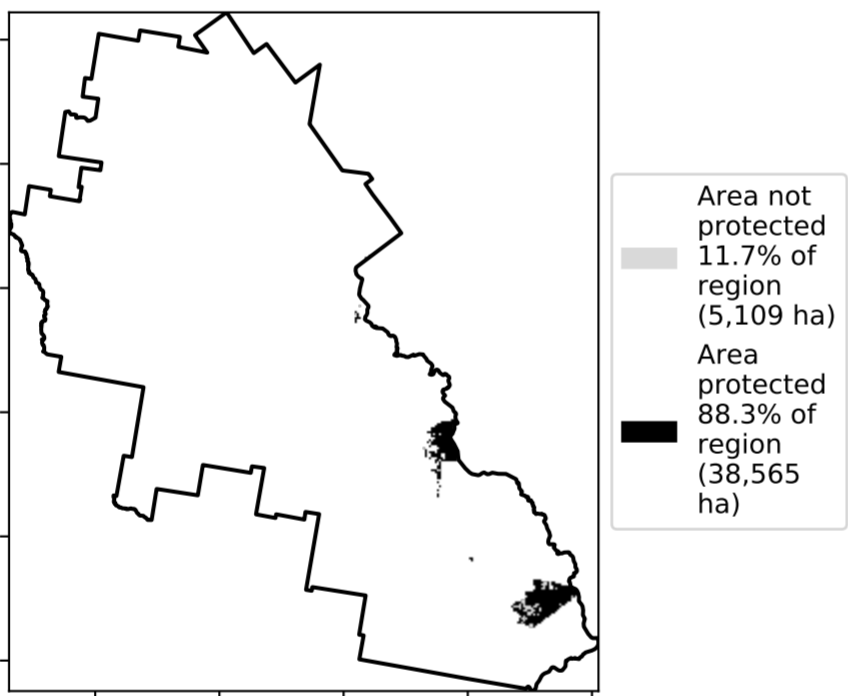 Area not
protected
11.7% of
region
(5,109 ha)
Area
protected
88.3% of
region
(38,565
ha)